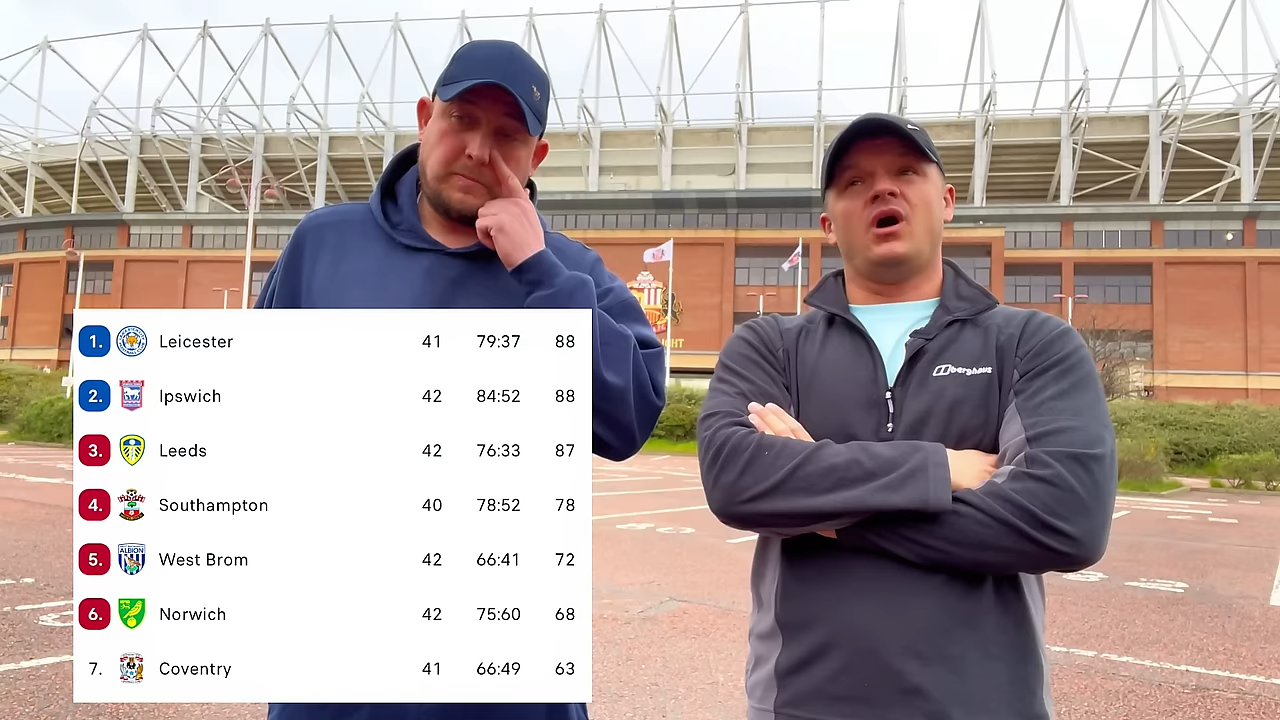 1. Leicester 41 79:37 88
2. Ipswich 42 84:52 88
3. Leeds 42 76:33 87
4. Southampton 40 78:52 78
5. West Brom 42 66:41 72
6. Norwich 42 75:60 68
7. Coventry 41 66:49 63
ALBION
berghaus